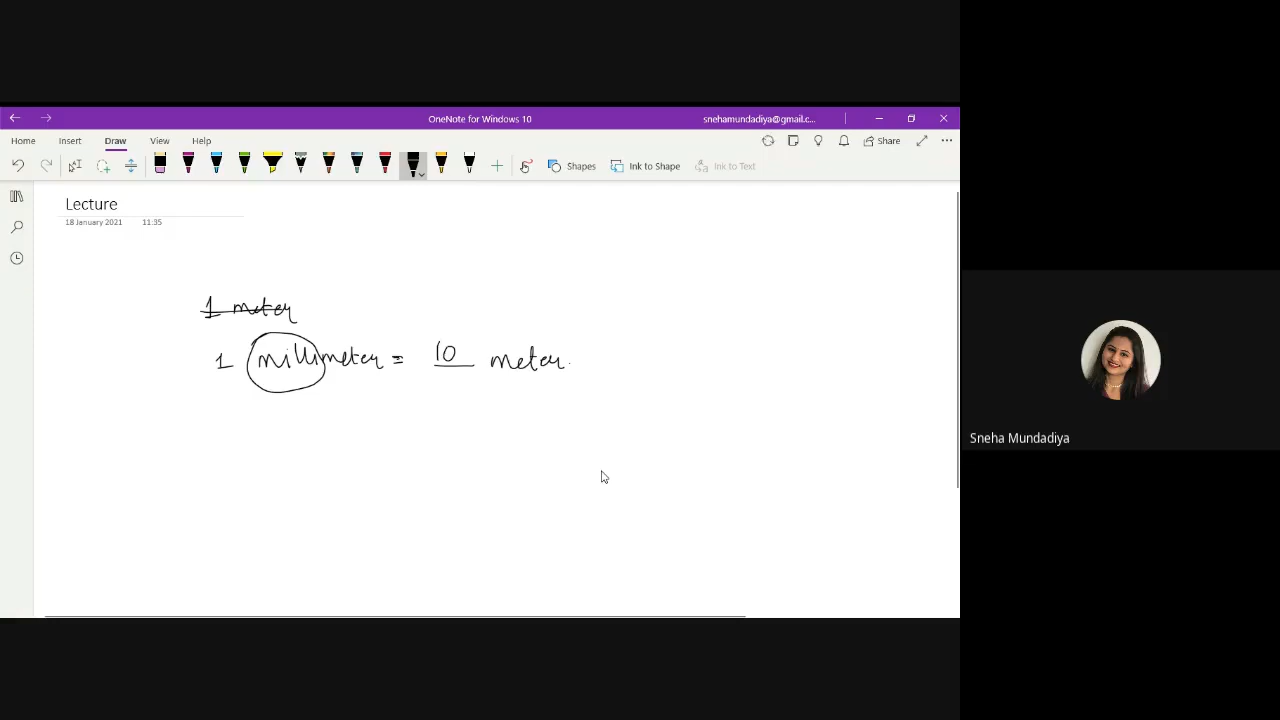 OneNote for Windows 10
snehamundadiya@gmail.c...
Home Insert Draw View Help
Share
Shapes Ink to Shape Ink to Text
Lecture
18 January 2021 11:35
1 meter
1 millimeter = 10 meter.
Sneha Mundadiya